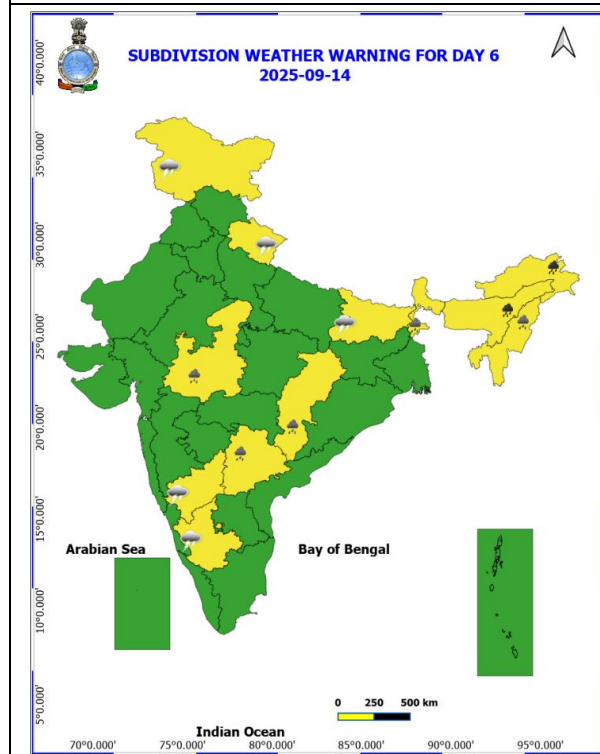 SUBDIVISION WEATHER WARNING FOR DAY 6
2025-09-14
40°0.000'
35°0.000'
30°0.000'
25°0.000'
20°0.000'
15°0.000'
10°0.000'
5°0.000'
Arabian Sea
Bay of Bengal
0 250 500 km
Indian Ocean
70°0.000' 75°0.000' 80°0.000' 85°0.000' 90°0.000' 95°0.000'